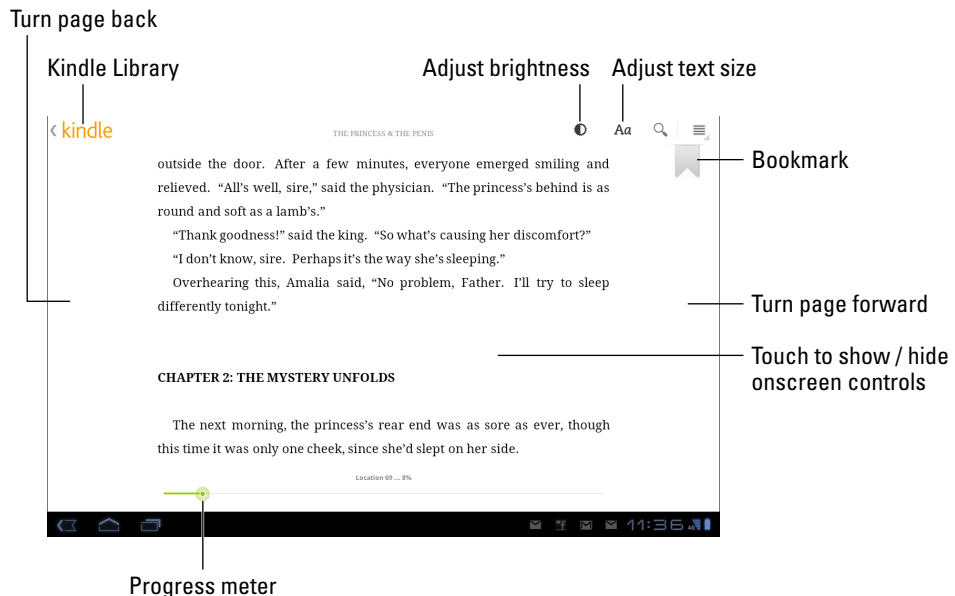 Turn page back
Kindle Library
Adjust brightness
Adjust text size
kindle
THE PRINCESS & THE PENIS
Aa
outside the door. After a few minutes, everyone emerged smiling and
relieved. “All’s well, sire,” said the physician. “The princess’s behind is as
round and soft as a lamb’s.”
“Thank goodness!” said the king. “So what’s causing her discomfort?”
“I don’t know, sire. Perhaps it’s the way she’s sleeping.”
Overhearing this, Amalia said, “No problem, Father. I’ll try to sleep
differently tonight.”
Bookmark
Turn page forward
Touch to show / hide
onscreen controls
CHAPTER 2: THE MYSTERY UNFOLDS
The next morning, the princess’s rear end was as sore as ever, though
this time it was only one cheek, since she’d slept on her side.
Location 69 ... 8%
11:36
4G
Progress meter